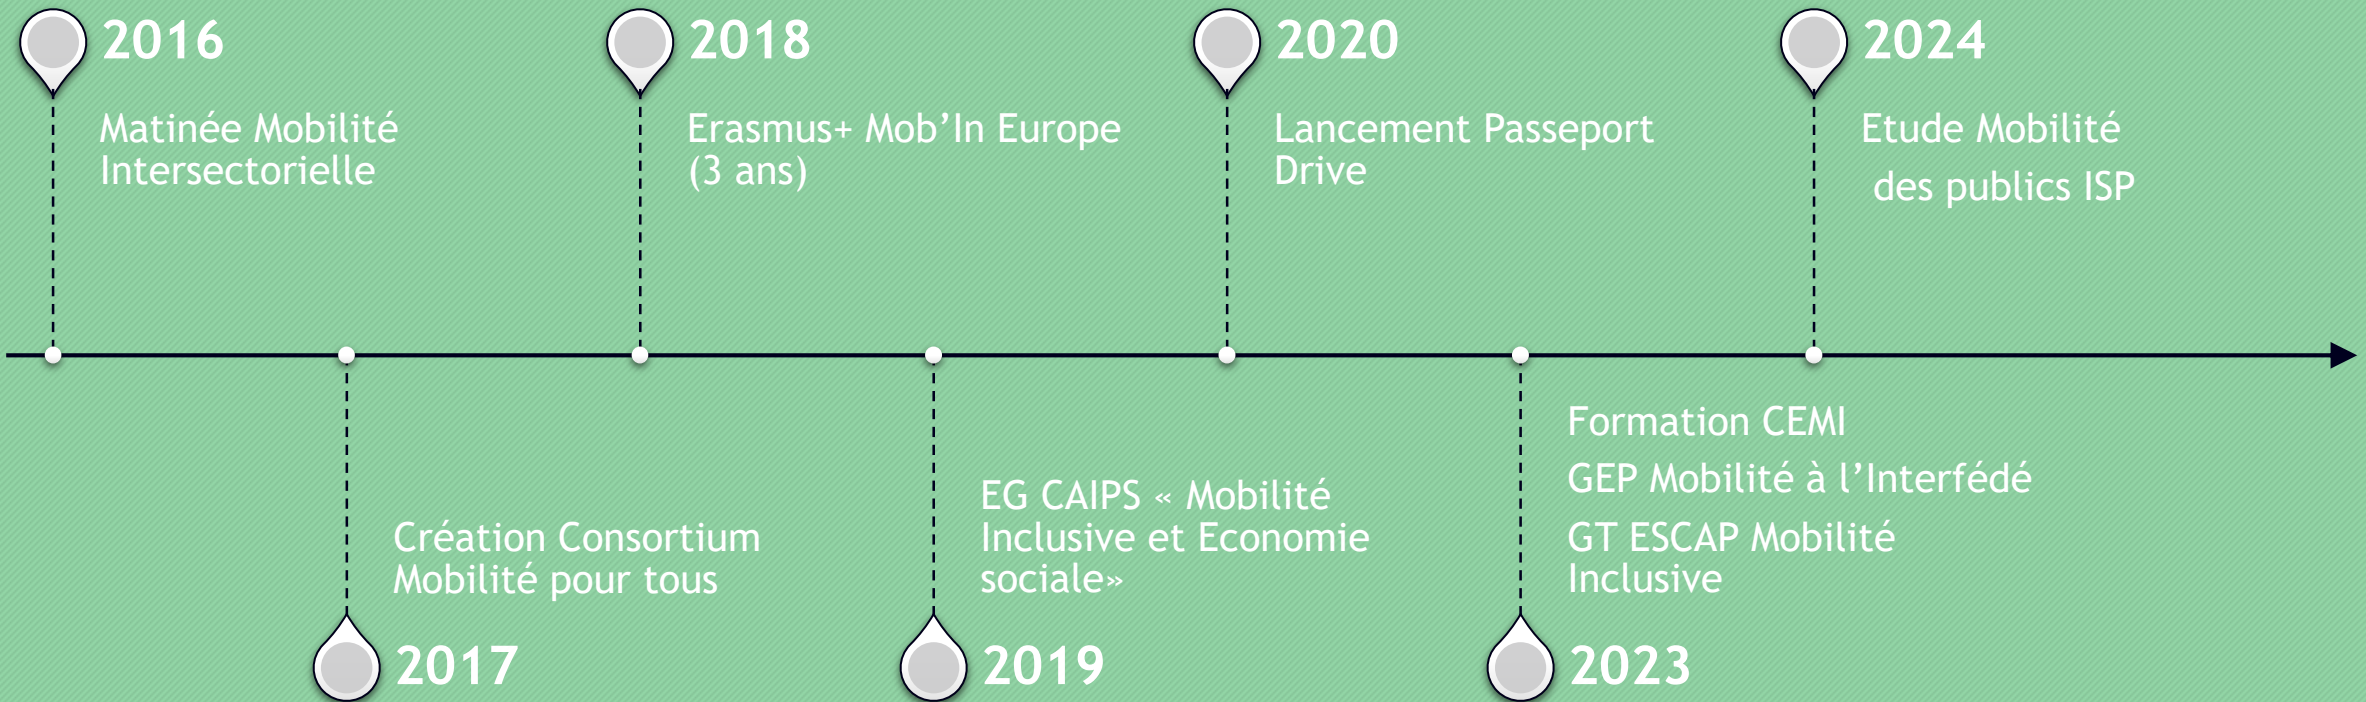 2016
Matinée Mobilité
Intersectorielle
2018
Erasmus+ Mob’In Europe
(3 ans)
2020
Lancement Passeport
Drive
2024
Etude Mobilité
des publics ISP
Création Consortium
Mobilité pour tous
2017
EG CAIPS « Mobilité
Inclusive et Economie
sociale»
2019
Formation CEMI
GEP Mobilité à l’Interfédé
GT ESCAP Mobilité
Inclusive
2023